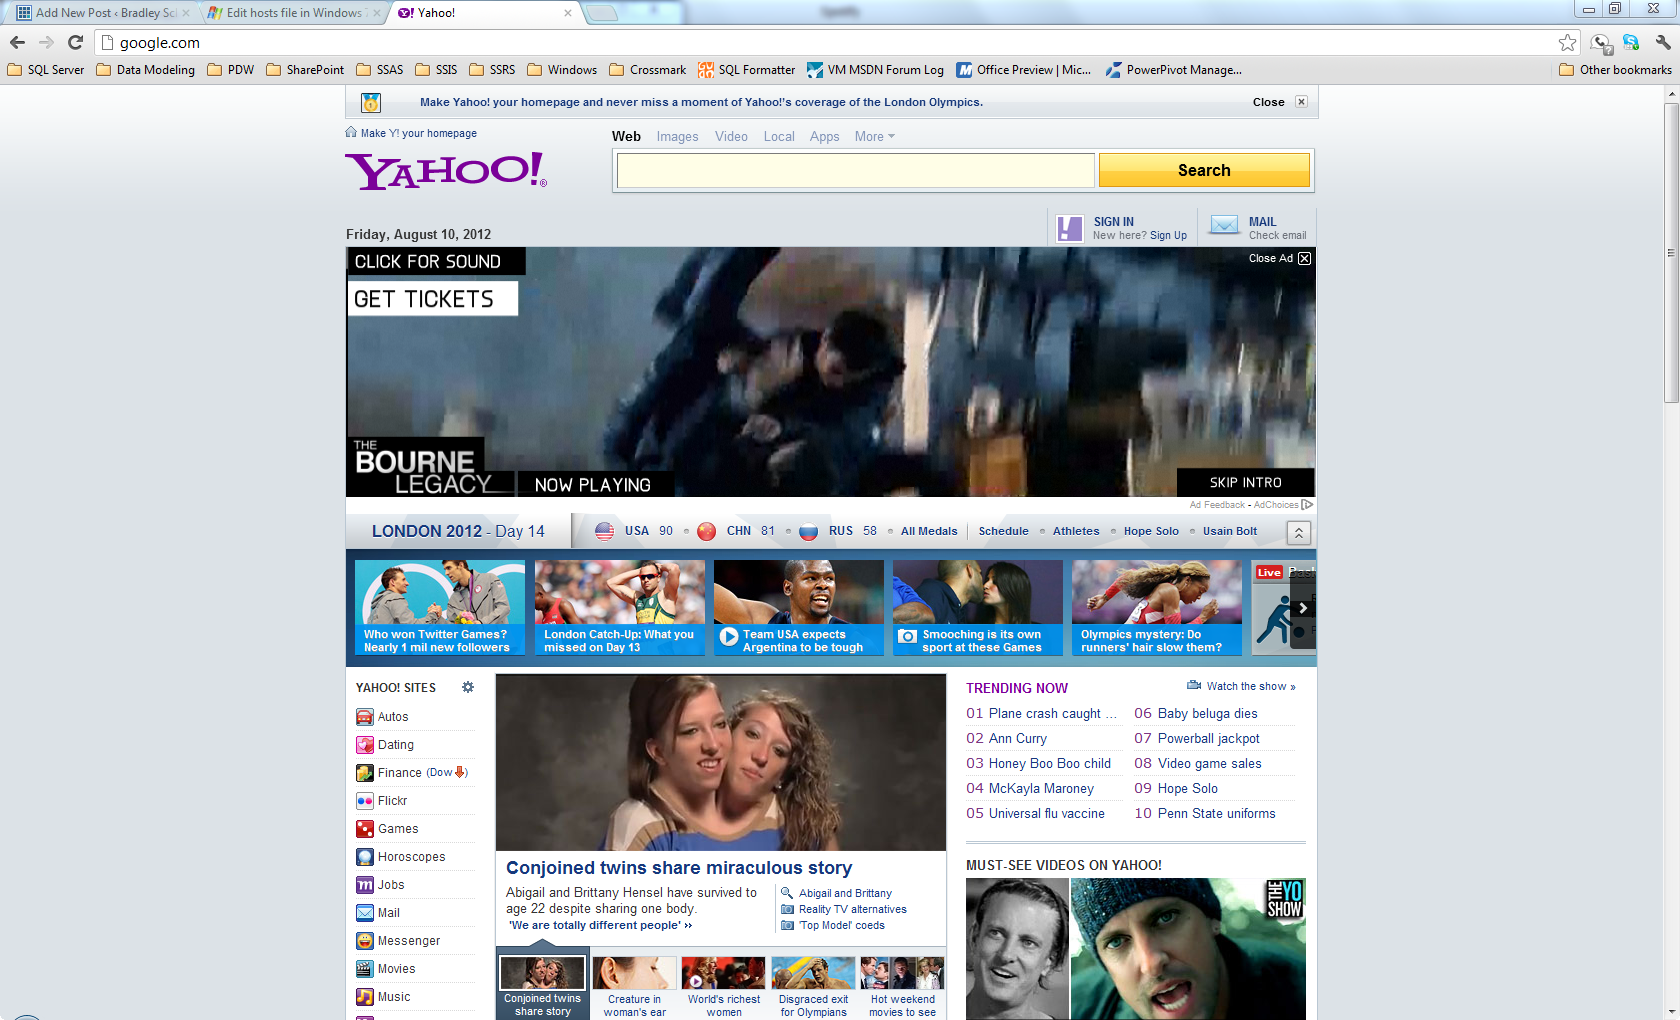 Add New Post ‹ Bradley Sc
Edit hosts file in Windows 7
Yahoo!
google.com
SQL Server
Data Modeling
PDW
SharePoint
SSAS
SSIS
SSRS
Windows
Crossmark
SQL Formatter
VM MSDN Forum Log
Office Preview | Mic...
PowerPivot Manage...
Other bookmarks
Make Yahoo! your homepage and never miss a moment of Yahoo!'s coverage of the London Olympics.
Close
Make Y! your homepage
Web Images Video Local Apps More
YAHOO!®
Search
Friday, August 10, 2012
SIGN IN
New here? Sign Up
MAIL
Check email
CLICK FOR SOUND
Close Ad
GET TICKETS
THE
BOURNE
LEGACY
NOW PLAYING
SKIP INTRO
Ad Feedback - AdChoices
LONDON 2012 - Day 14
USA 90 • CHN 81 • RUS 58 • All Medals
Schedule • Athletes • Hope Solo • Usain Bolt
Who won Twitter Games?
Nearly 1 mil new followers
London Catch-Up: What you
missed on Day 13
Team USA expects
Argentina to be tough
Smooching is its own
sport at these Games
Olympics mystery: Do
runners' hair slow them?
Live
YAHOO! SITES
Autos
Dating
Finance (Dow )
Flickr
Games
Horoscopes
Jobs
Mail
Messenger
Movies
Music
Conjoined twins share miraculous story
Abigail and Brittany Hensel have survived to
age 22 despite sharing one body.
'We are totally different people' »
Abigail and Brittany
Reality TV alternatives
'Top Model' coeds
Conjoined twins
share story
Creature in
woman's ear
World's richest
women
Disgraced exit
for Olympians
Hot weekend
movies to see
TRENDING NOW
Watch the show »
01 Plane crash caught ...
02 Ann Curry
03 Honey Boo Boo child
04 McKayla Maroney
05 Universal flu vaccine
06 Baby beluga dies
07 Powerball jackpot
08 Video game sales
09 Hope Solo
10 Penn State uniforms
MUST-SEE VIDEOS ON YAHOO!
THE
YO
SHOW